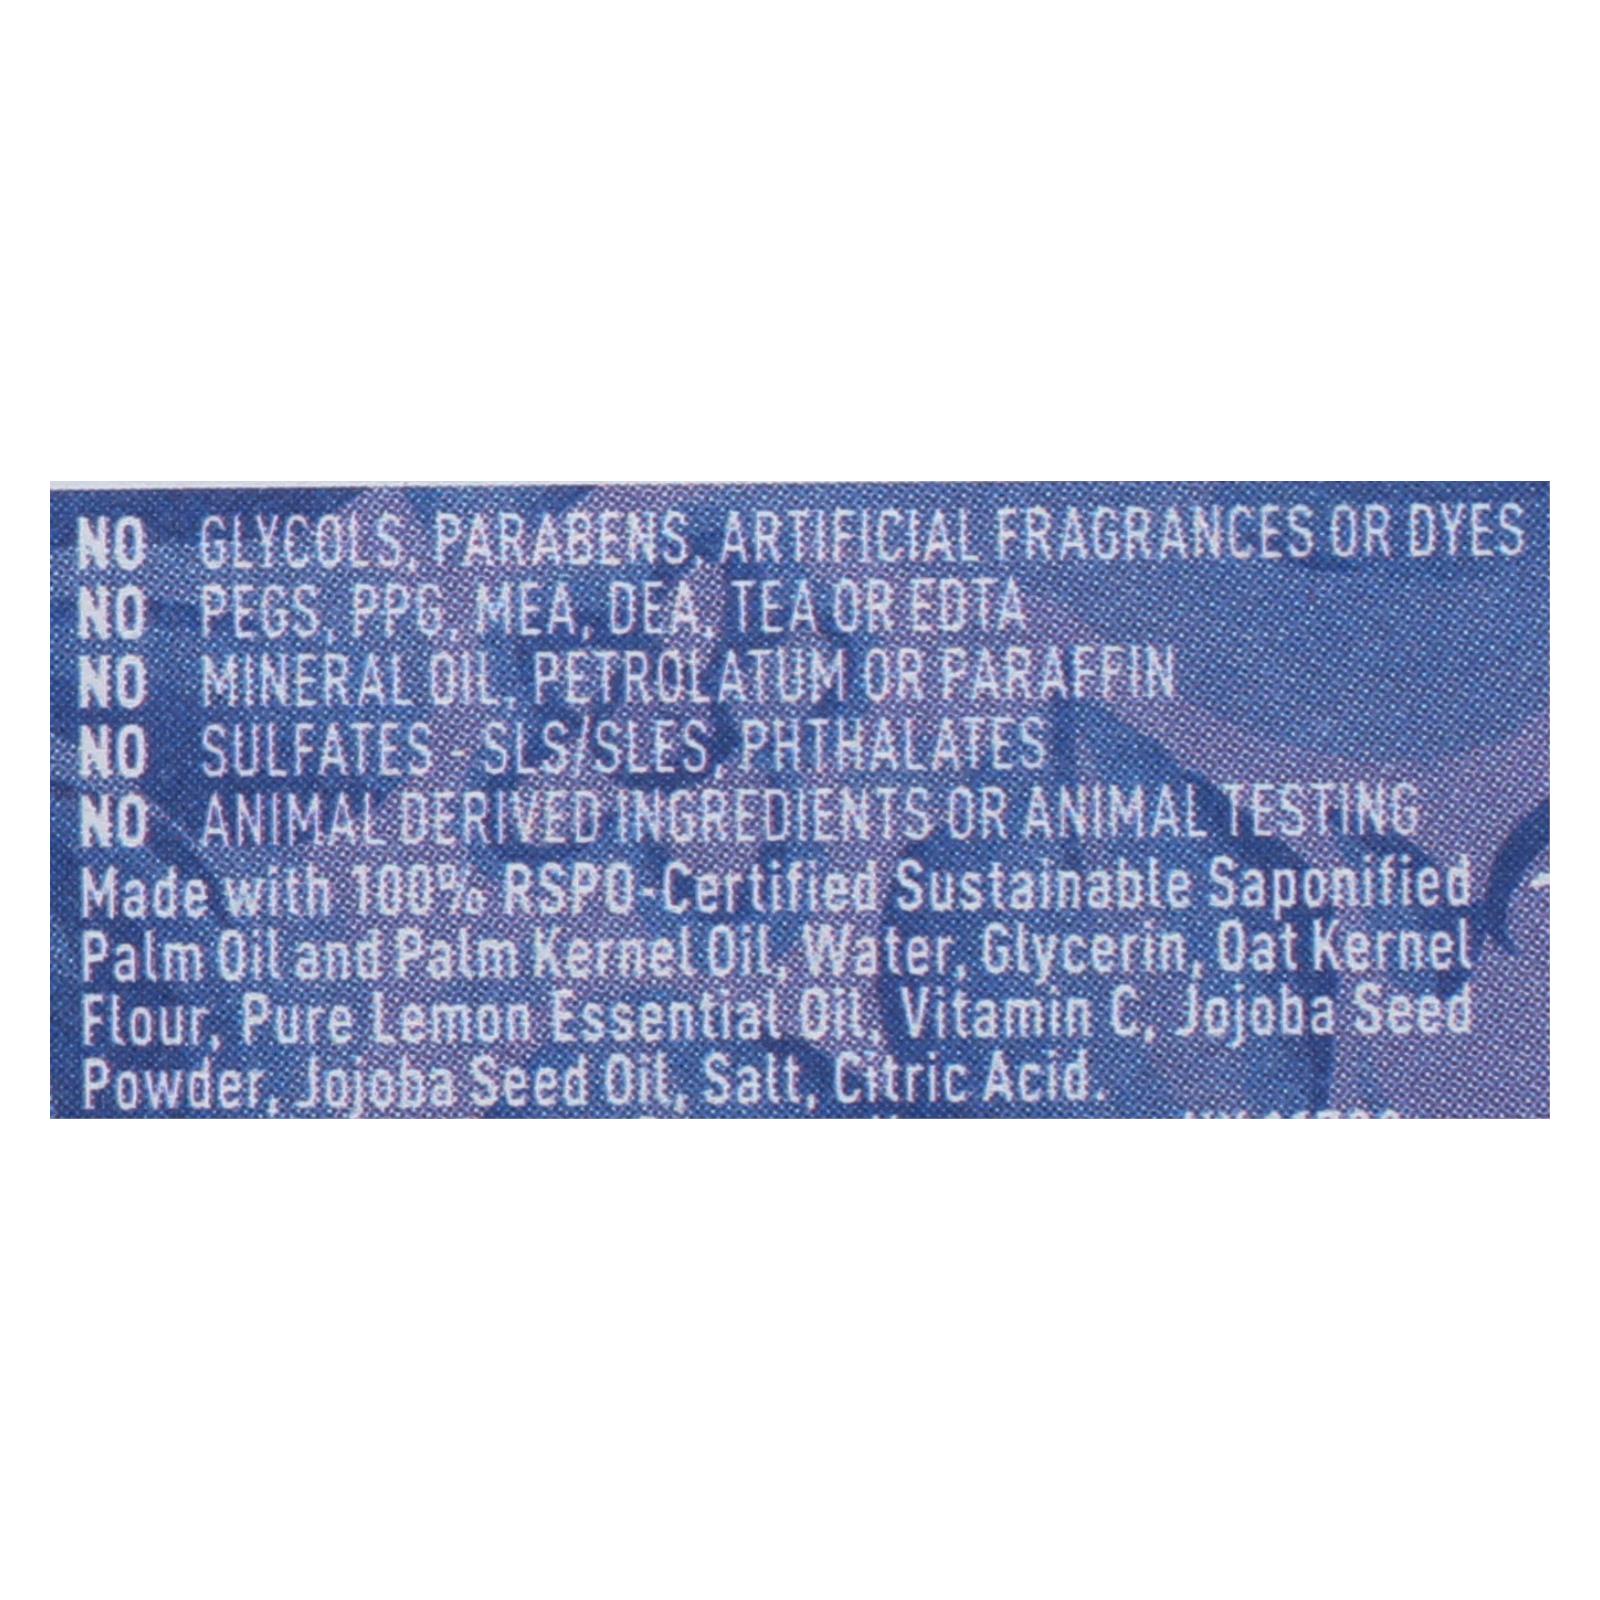 NO GLYCOLS, PARABENS, ARTIFICIAL FRAGRANCES OR DYES
NO PEGS, PPG, MEA, DEA, TEA OR EDTA
NO MINERAL OIL, PETROLATUM OR PARAFFIN
NO SULFATES - SLS/SLES, PHTHALATES
NO ANIMAL DERIVED INGREDIENTS OR ANIMAL TESTING
Made with 100% RSPO-Certified Sustainable Saponified
Palm Oil and Palm Kernel Oil, Water, Glycerin, Oat Kernel
Flour, Pure Lemon Essential Oil, Vitamin C, Jojoba Seed
Powder, Jojoba Seed Oil, Salt, Citric Acid.